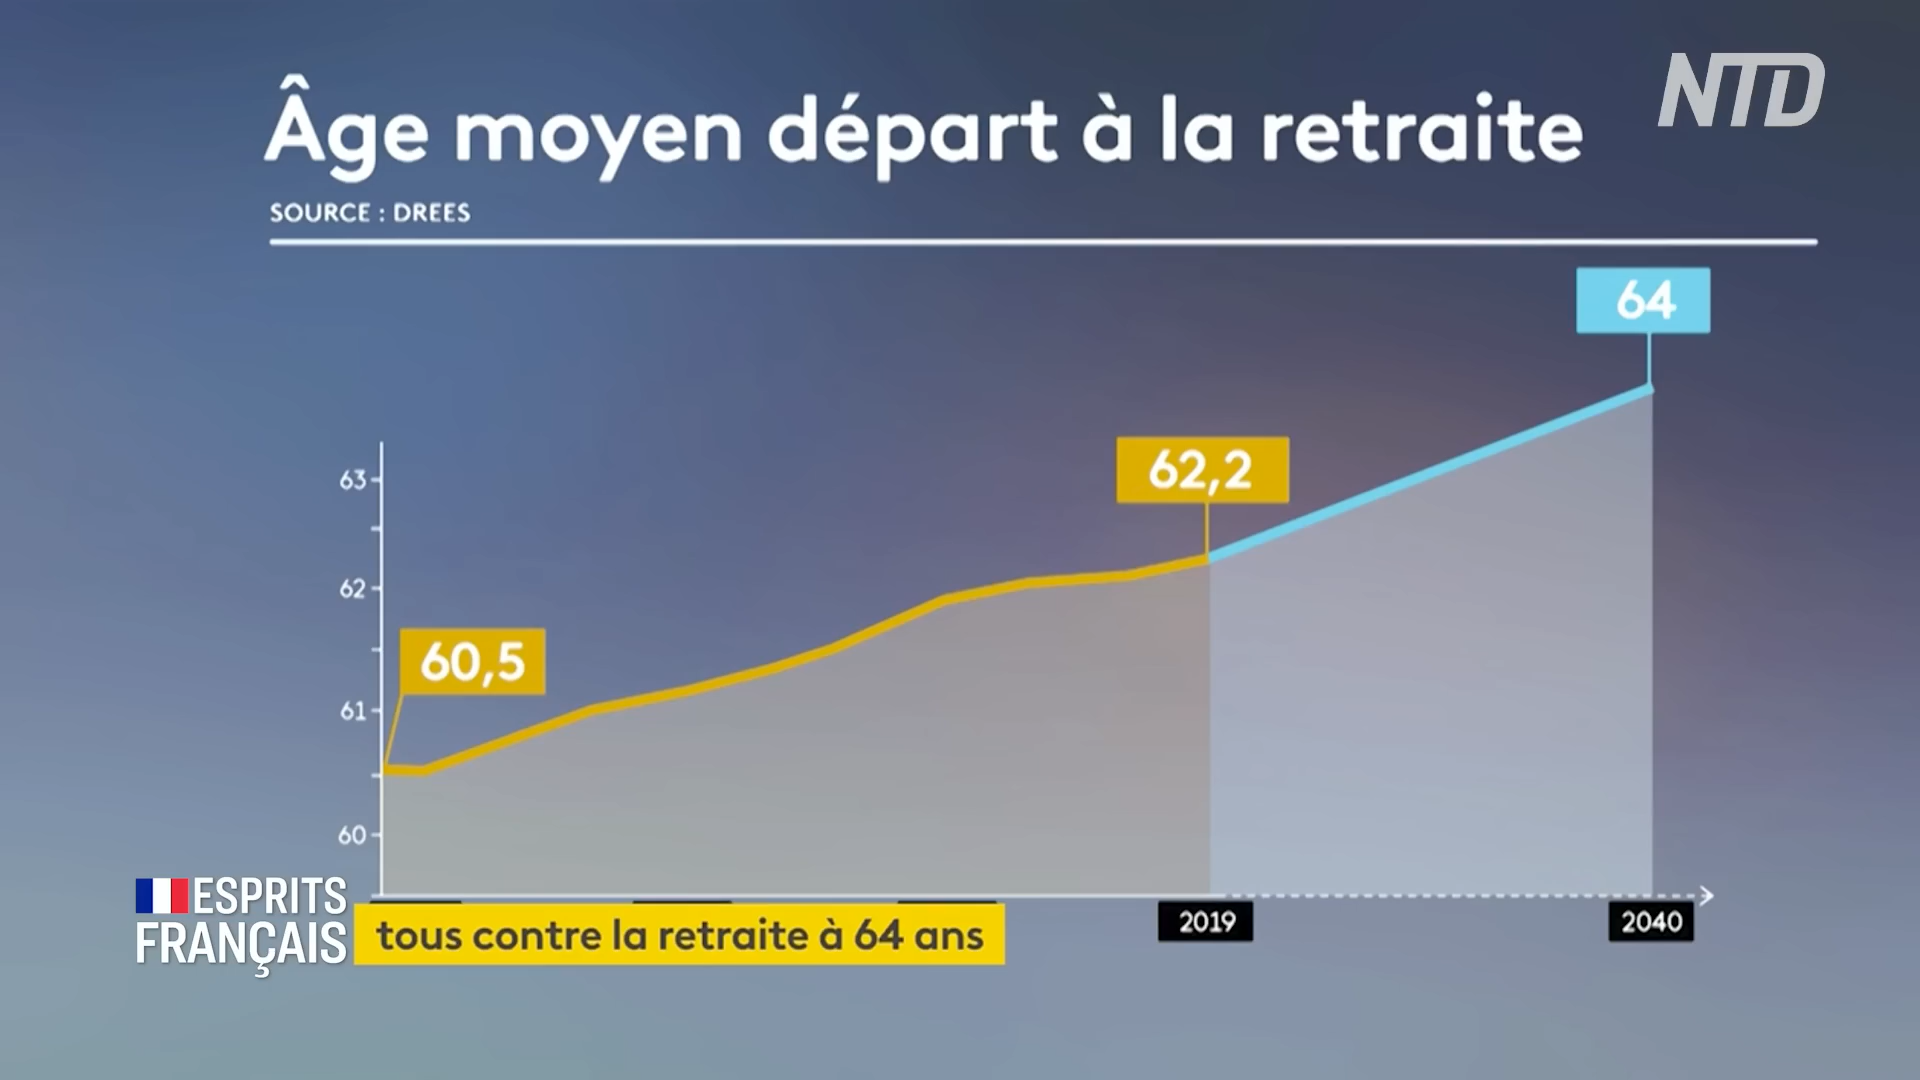 NTD
Âge moyen départ à la retraite
SOURCE : DREES
64
62,2
60,5
63
62
61
60
2019
2040
ESPRITS
FRANÇAIS
tous contre la retraite à 64 ans